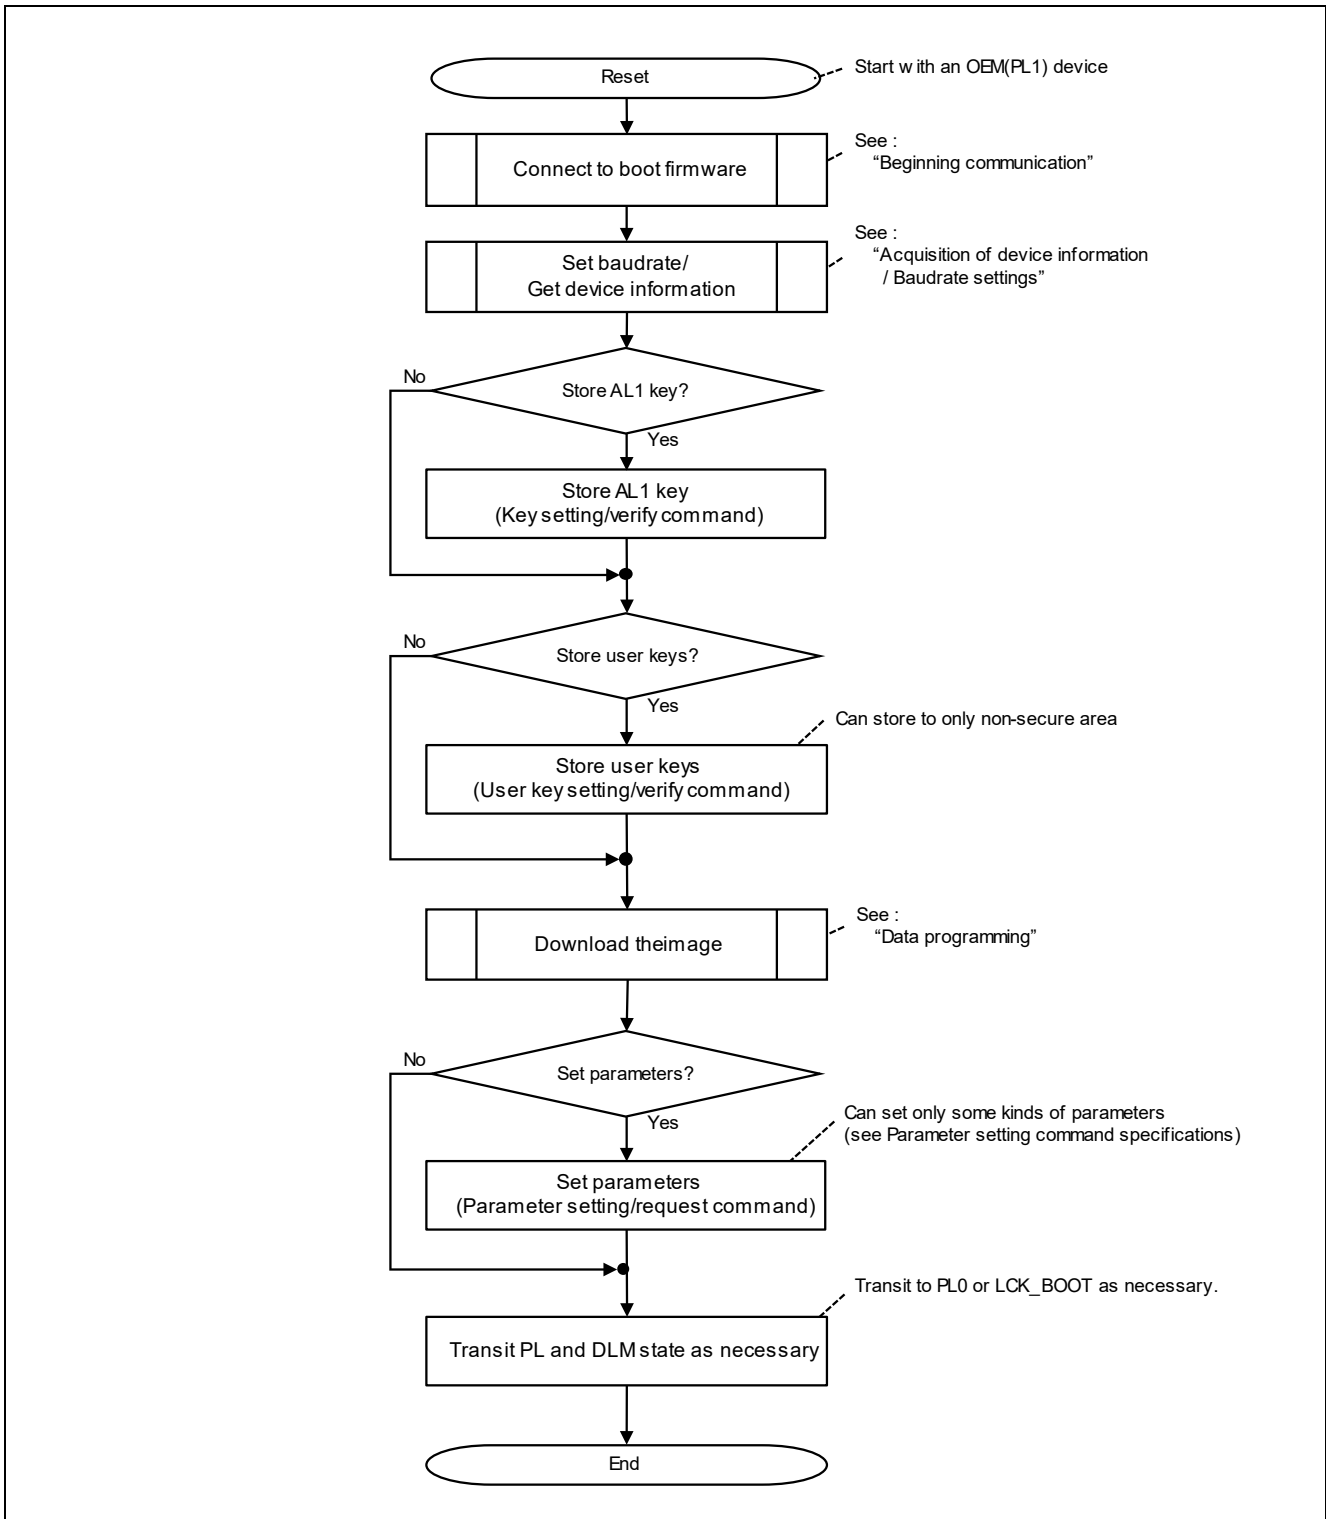 Reset
Start with an OEM(PL1) device
Connect to boot firmware
See :
“Beginning communication”
Set baudrate/
Get device information
See :
“Acquisition of device information
/ Baudrate settings”
Store AL1 key?
No
Yes
Store AL1 key
(Key setting/verify command)
Store user keys?
No
Yes
Can store to only non-secure area
Store user keys
(User key setting/verify command)
Download theimage
See :
“Data programming”
Set parameters?
No
Yes
Can set only some kinds of parameters
(see Parameter setting command specifications)
Set parameters
(Parameter setting/request command)
Transit to PL0 or LCK_BOOT as necessary.
Transit PL and DLM state as necessary
End